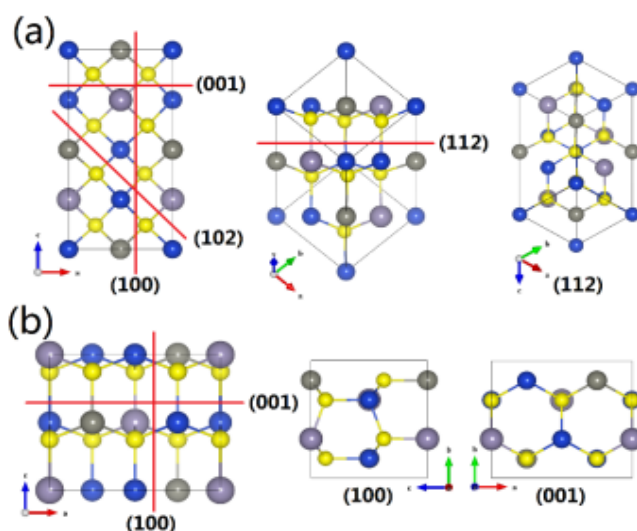 (a)
(001)
(112)
(102)
(100)
c
a
b
a
(112)
b
a
c
(b)
(001)
(100)
c
a
(100)
b
c
(001)
b
a